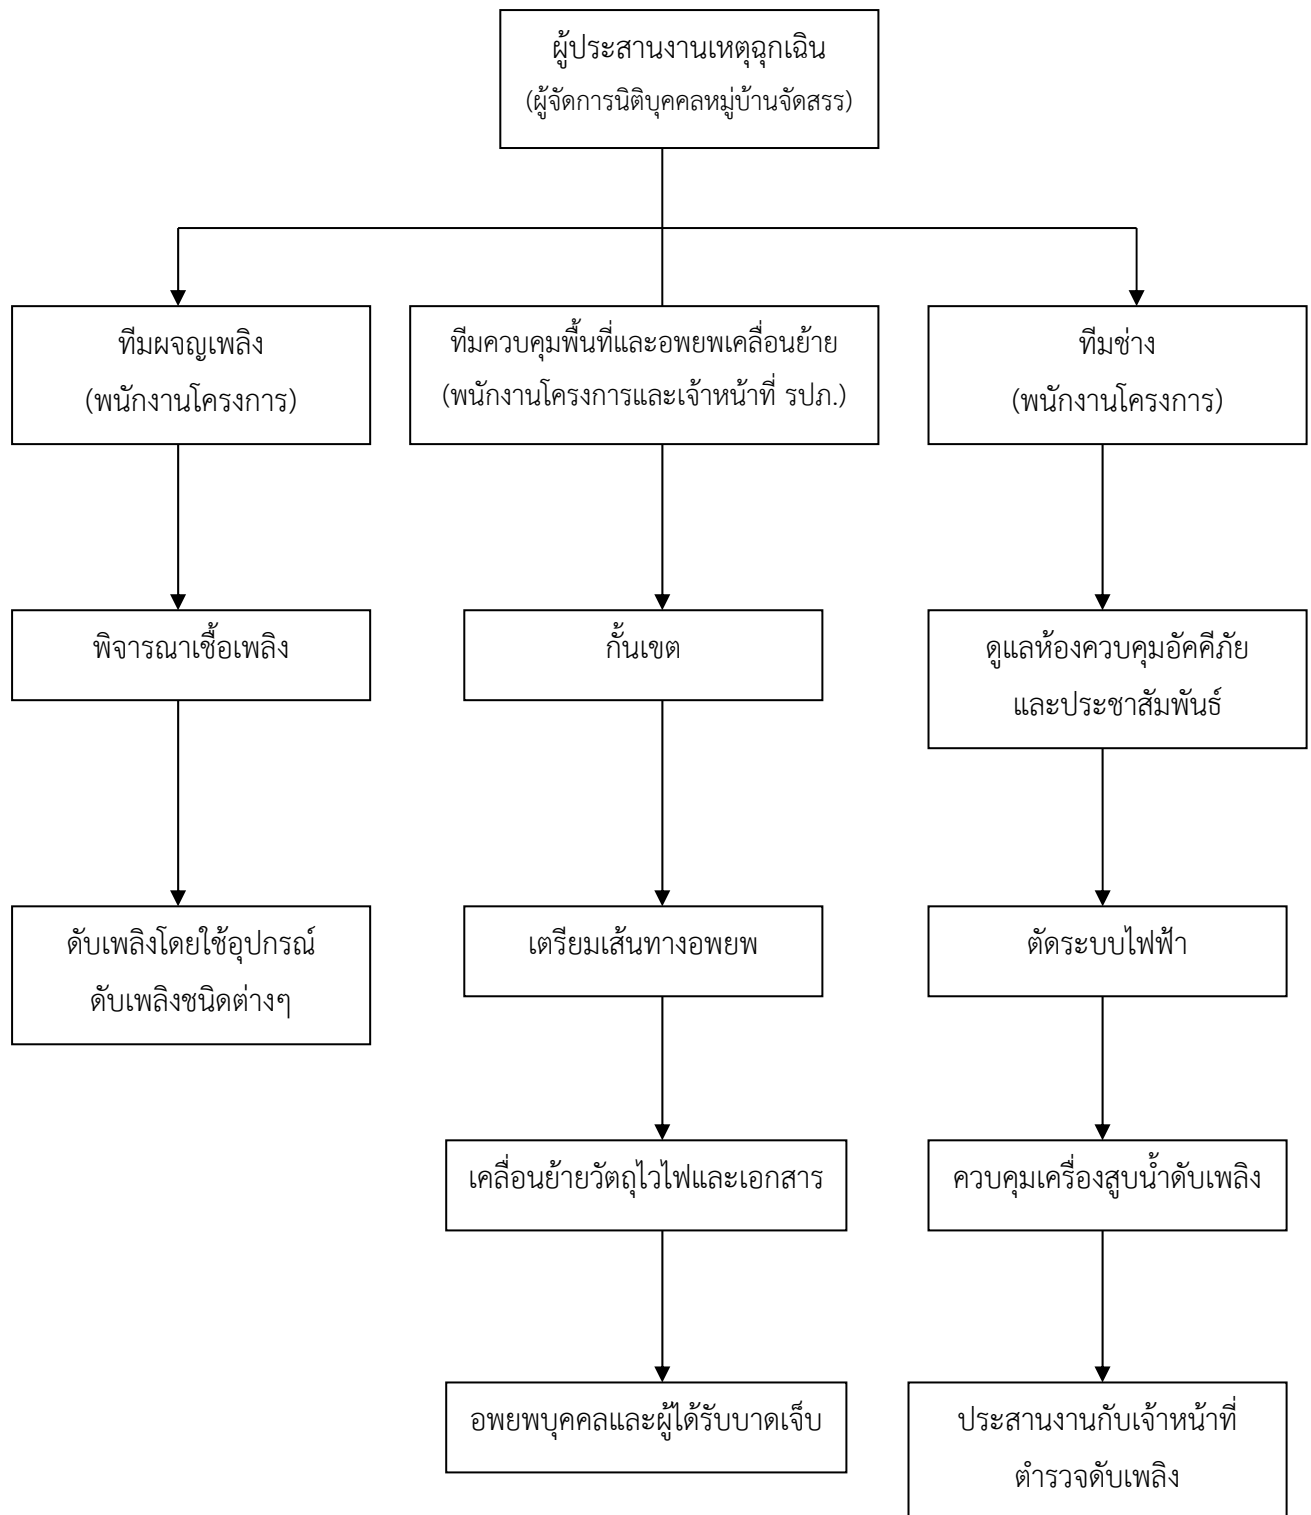 ผู้ประสานงานเหตุฉุกเฉิน
(ผู้จัดการนิติบุคคลหมู่บ้านจัดสรร)
ทีมผจญเพลิง
(พนักงานโครงการ)
ทีมควบคุมพื้นที่และอพยพเคลื่อนย้าย
(พนักงานโครงการและเจ้าหน้าที่ รปภ.)
ทีมช่าง
(พนักงานโครงการ)
พิจารณาเชื้อเพลิง
กั้นเขต
ดูแลห้องควบคุมอัคคีภัย
และประชาสัมพันธ์
ดับเพลิงโดยใช้อุปกรณ์
ดับเพลิงชนิดต่างๆ
เตรียมเส้นทางอพยพ
ตัดระบบไฟฟ้า
เคลื่อนย้ายวัตถุไวไฟและเอกสาร
ควบคุมเครื่องสูบน้ำดับเพลิง
อพยพบุคคลและผู้ได้รับบาดเจ็บ
ประสานงานกับเจ้าหน้าที่
ตำรวจดับเพลิง